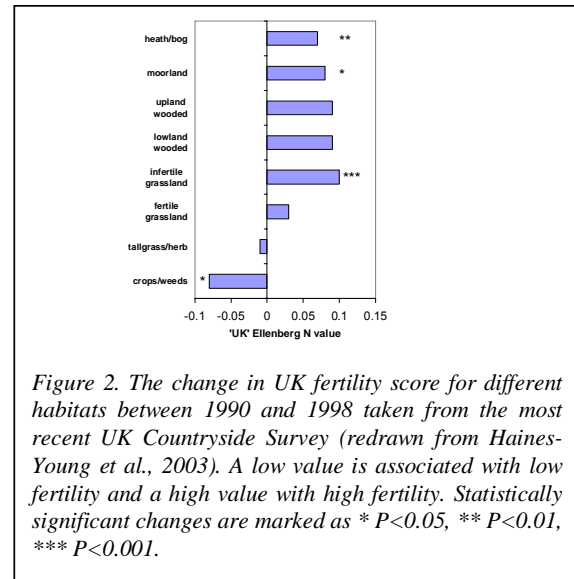 heath/bog
**
moorland
*
upland
wooded
lowland
wooded
infertile
grassland
***
fertile
grassland
tallgrass/herb
crops/weeds
*
-0.1 -0.05 0 0.05 0.1 0.15
'UK' Ellenberg N value
Figure 2. The change in UK fertility score for different
habitats between 1990 and 1998 taken from the most
recent UK Countryside Survey (redrawn from Haines-
Young et al., 2003). A low value is associated with low
fertility and a high value with high fertility. Statistically
significant changes are marked as * P<0.05, ** P<0.01,
*** P<0.001.